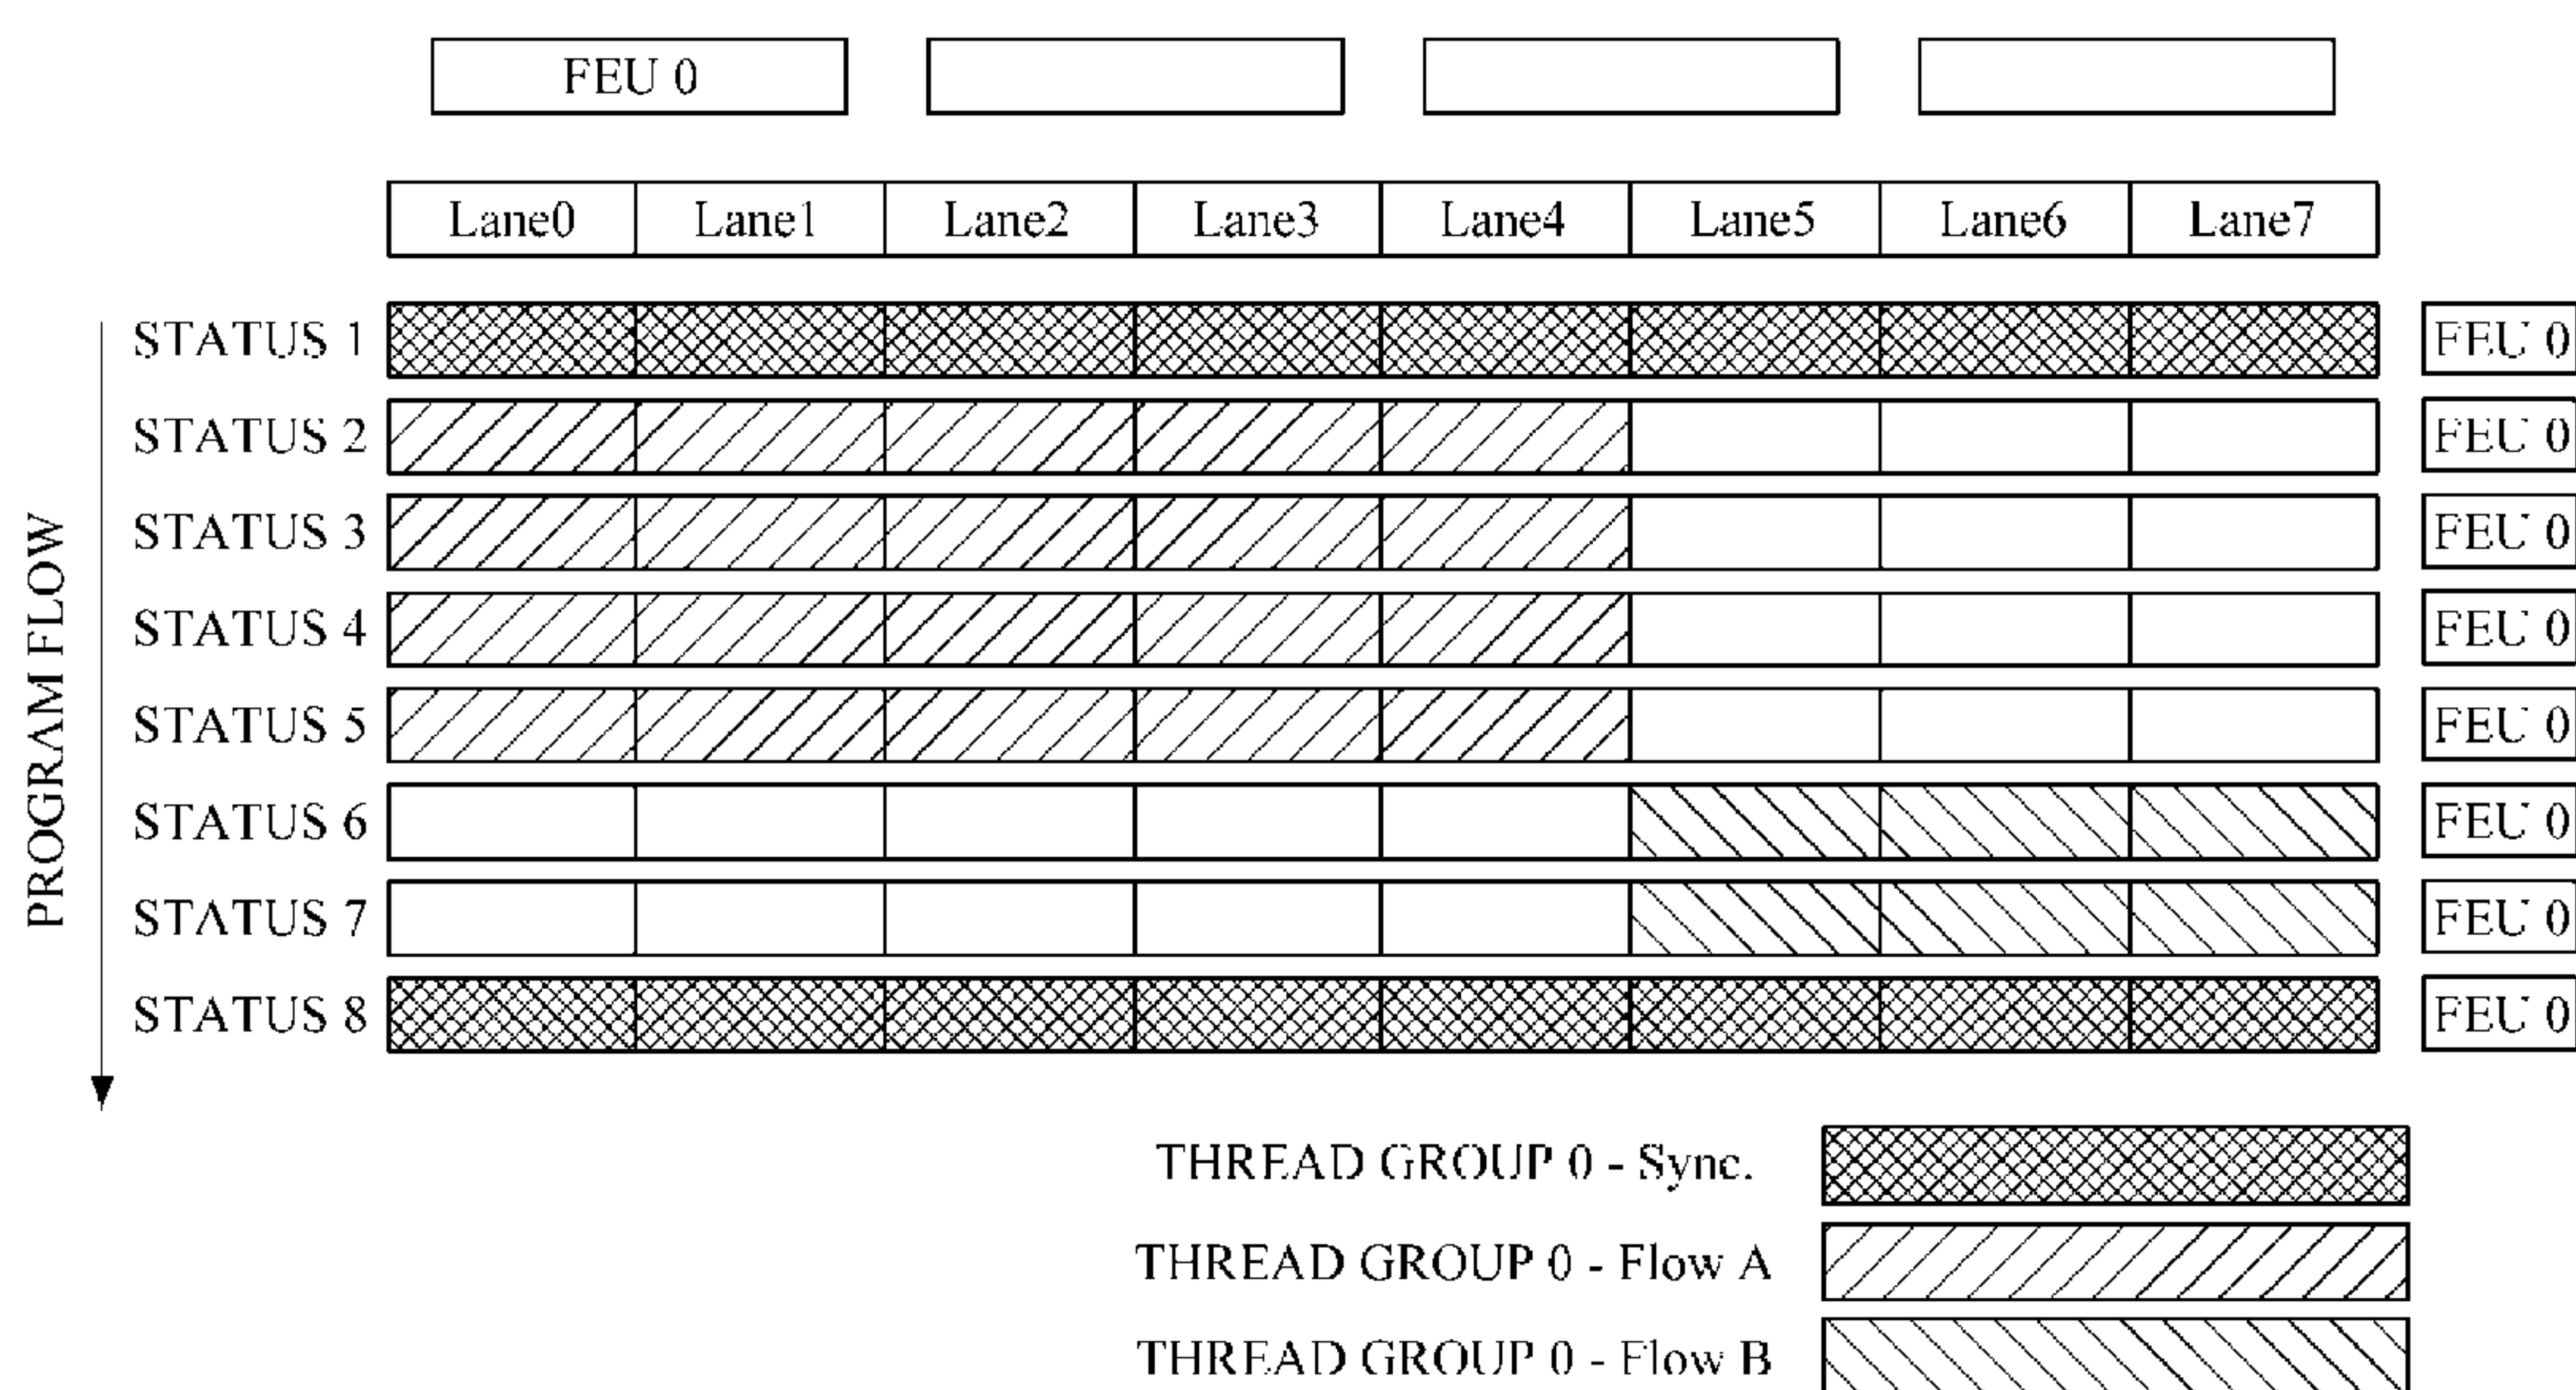 FEU 0
Lane0 Lane1 Lane2 Lane3 Lane4 Lane5 Lane6 Lane7
PROGRAM FLOW
STATUS 1 FEU 0
STATUS 2 FEU 0
STATUS 3 FEU 0
STATUS 4 FEU 0
STATUS 5 FEU 0
STATUS 6 FEU 0
STATUS 7 FEU 0
STATUS 8 FEU 0
THREAD GROUP 0 - Sync.
THREAD GROUP 0 - Flow A
THREAD GROUP 0 - Flow B